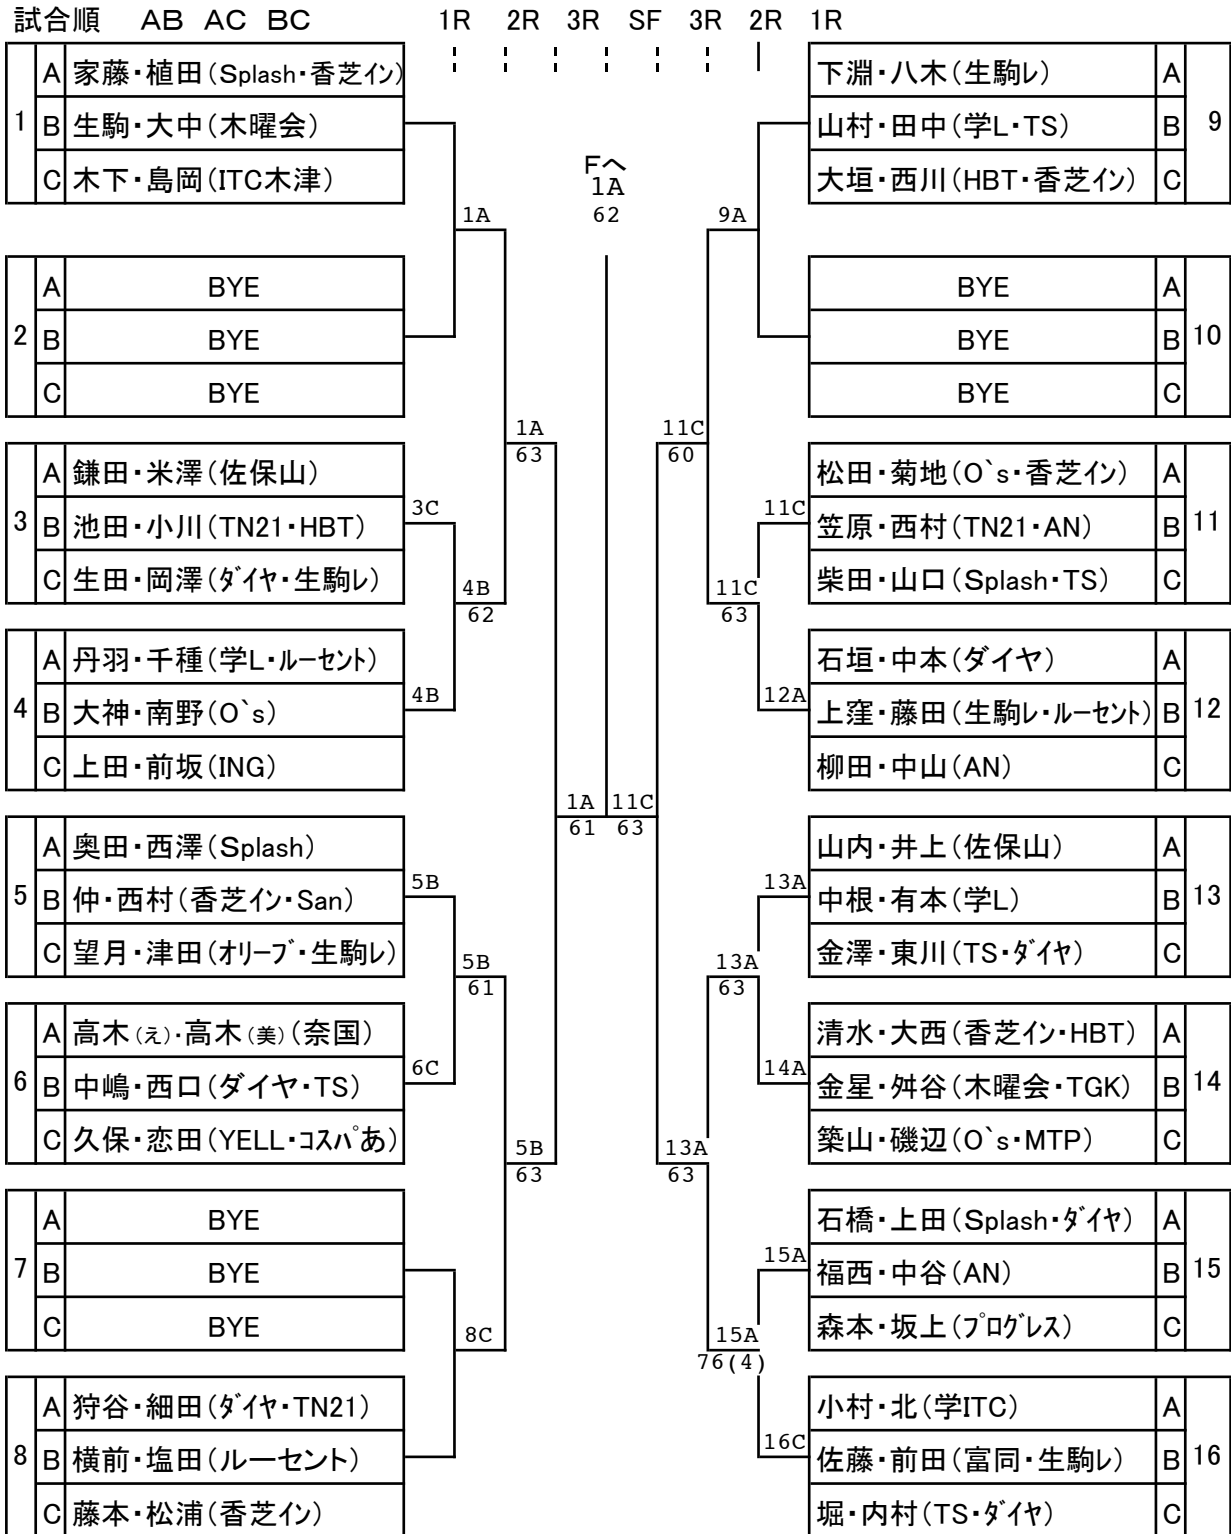 試合順 AB AC BC 1R 2R 3R SF 3R 2R 1R
1
A 家藤・植田(Splash・香芝イン)
B 生駒・大中(木曜会)
C 木下・島岡(ITC木津)
2
A BYE
B BYE
C BYE
3
A 鎌田・米澤(佐保山)
B 池田・小川(TN21・HBT)
C 生田・岡澤(ダイヤ・生駒レ)
4
A 丹羽・千種(学L・ルーセント)
B 大神・南野(O`s)
C 上田・前坂(ING)
5
A 奥田・西澤(Splash)
B 仲・西村(香芝イン・San)
C 望月・津田(オリーブ・生駒レ)
6
A 高木(え)・高木(美)(奈国)
B 中嶋・西口(ダイヤ・TS)
C 久保・恋田(YELL・コスパあ)
7
A BYE
B BYE
C BYE
8
A 狩谷・細田(ダイヤ・TN21)
B 横前・塩田(ルーセント)
C 藤本・松浦(香芝イン)
1A
3C
4B
62
4B
5B
5B
61
6C
8C
1A
63
5B
63
1A
61
Fへ
1A
62
11C
63
11C
60
13A
63
9A
11C
63
13A
63
15A
76(4)
11C
12A
13A
14A
15A
16C
下淵・八木(生駒レ) A
山村・田中(学L・TS) B
大垣・西川(HBT・香芝イン) C
9
BYE A
BYE B
BYE C
10
松田・菊地(O`s・香芝イン) A
笠原・西村(TN21・AN) B
柴田・山口(Splash・TS) C
11
石垣・中本(ダイヤ) A
上窪・藤田(生駒レ・ルーセント) B
柳田・中山(AN) C
12
山内・井上(佐保山) A
中根・有本(学L) B
金澤・東川(TS・ダイヤ) C
13
清水・大西(香芝イン・HBT) A
金星・舛谷(木曜会・TGK) B
築山・磯辺(O`s・MTP) C
14
石橋・上田(Splash・ダイヤ) A
福西・中谷(AN) B
森本・坂上(プログレス) C
15
小村・北(学ITC) A
佐藤・前田(富同・生駒レ) B
堀・内村(TS・ダイヤ) C
16